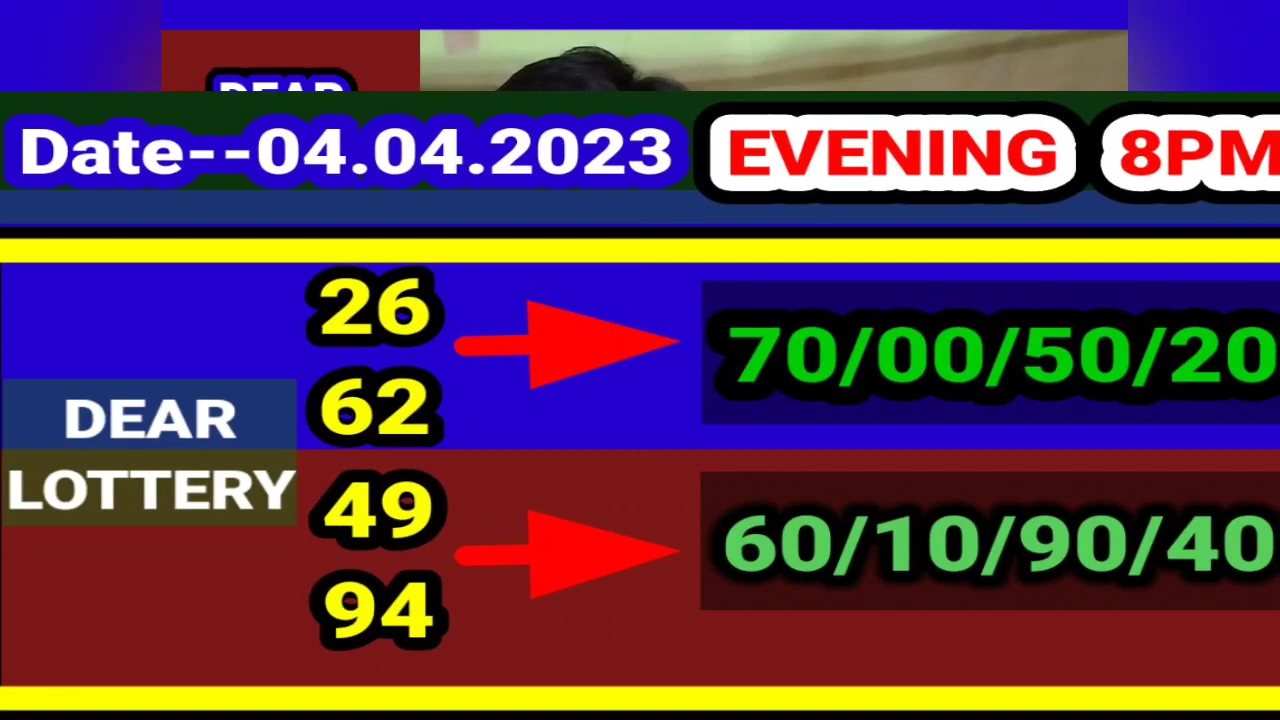 DEAR
Date--04.04.2023 EVENING 8PM
26
62
70/00/50/20
DEAR
LOTTERY
49
94
60/10/90/40